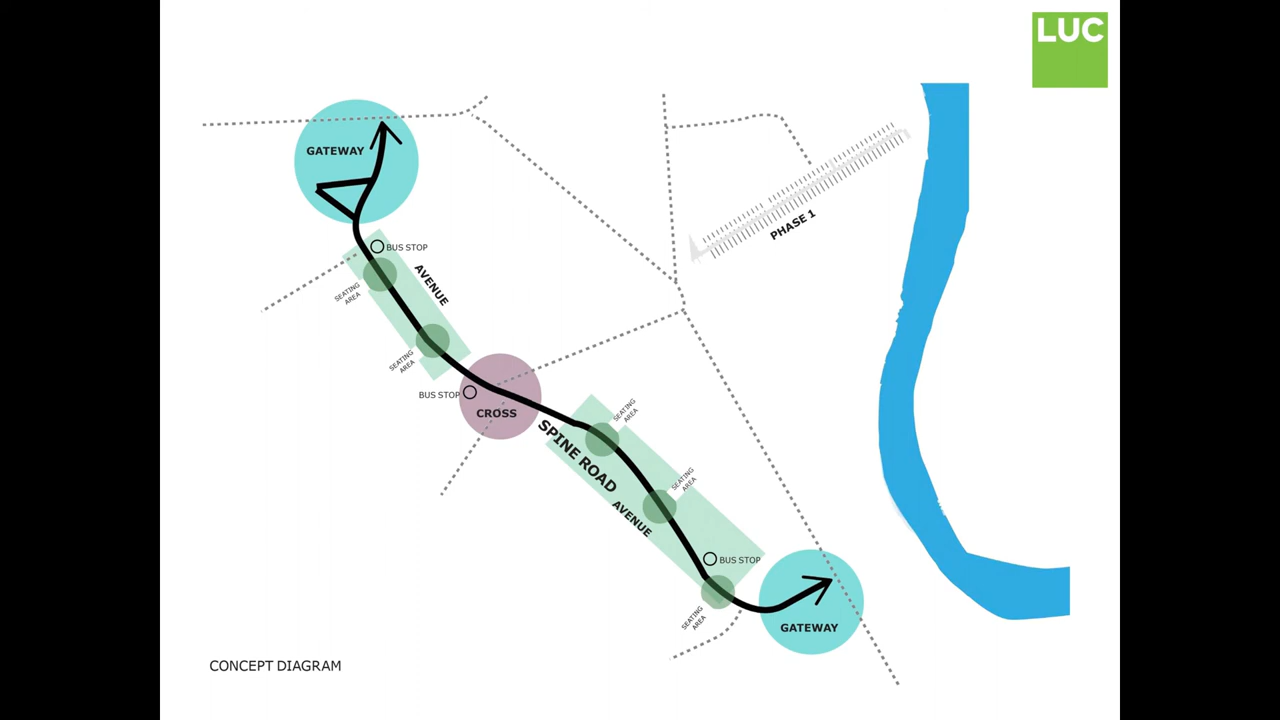 LUC
GATEWAY
BUS STOP
AVENUE
SEATING
AREA
PHASE 1
SEATING
AREA
BUS STOP
CROSS
SEATING
AREA
SPINE ROAD
SEATING
AREA
AVENUE
BUS STOP
SEATING
AREA
GATEWAY
CONCEPT DIAGRAM